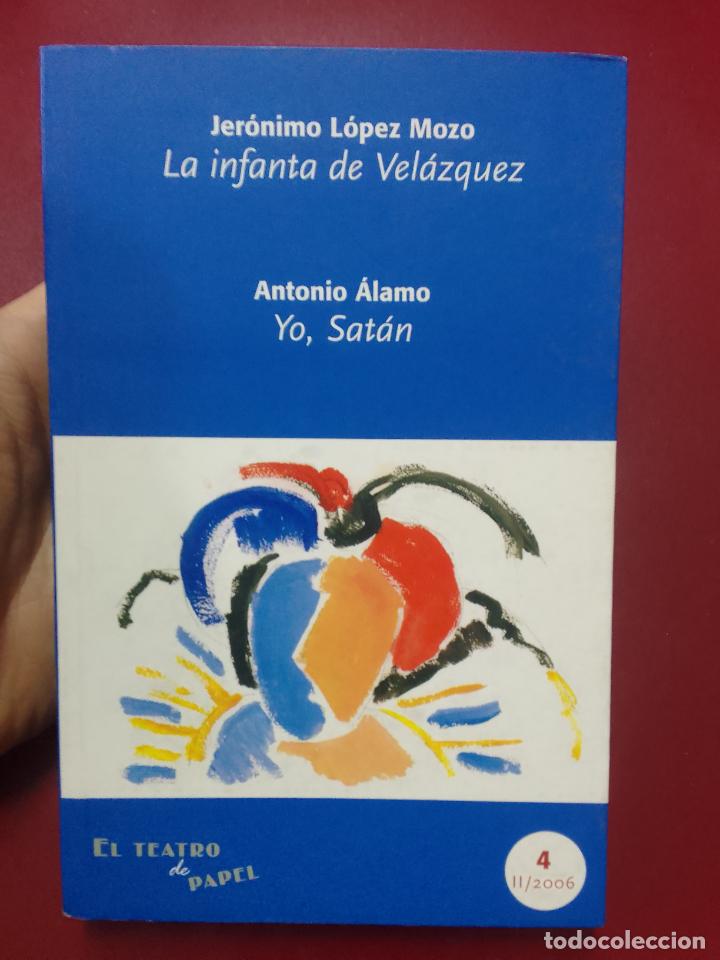 Jerónimo López Mozo
La infanta de Velázquez
Antonio Álamo
Yo, Satán
EL TEATRO
de
PAPEL
4
II/2006
todocoleccion